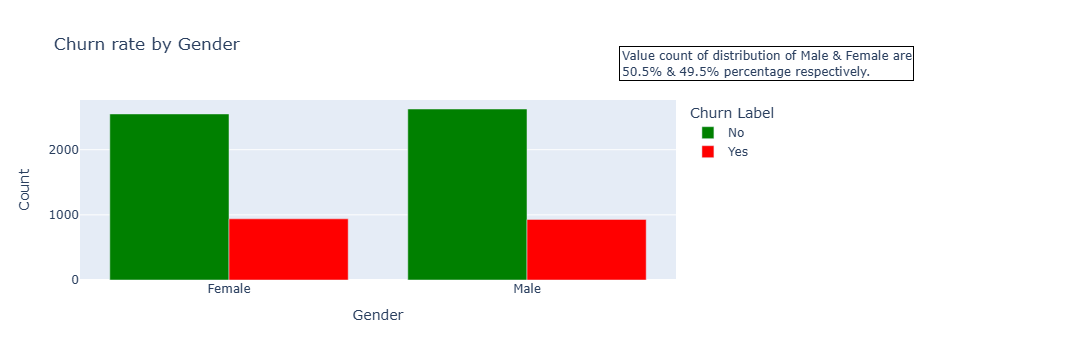 Churn rate by Gender
Value count of distribution of Male & Female are
50.5% & 49.5% percentage respectively.
Churn Label
No
Yes
2000
1000
0
Count
Female
Male
Gender